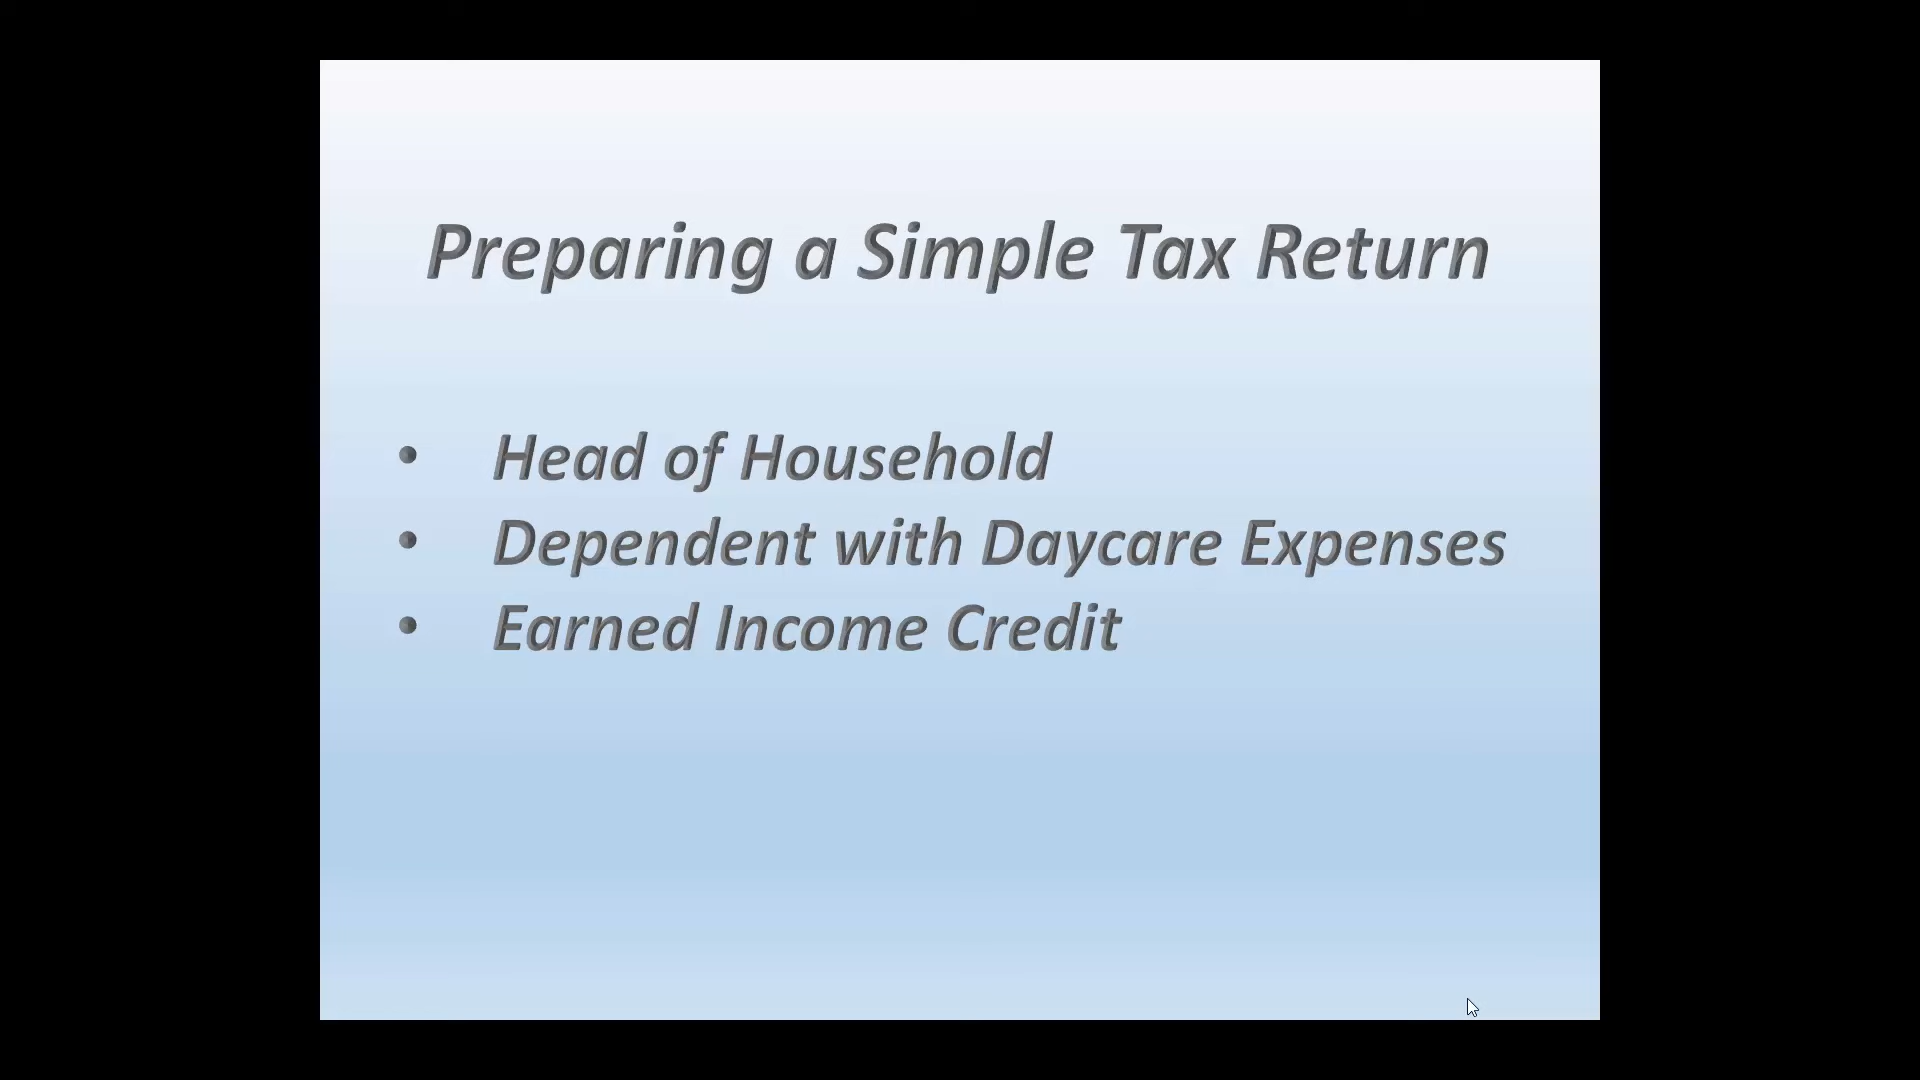 Preparing a Simple Tax Return
• Head of Household
• Dependent with Daycare Expenses
• Earned Income Credit